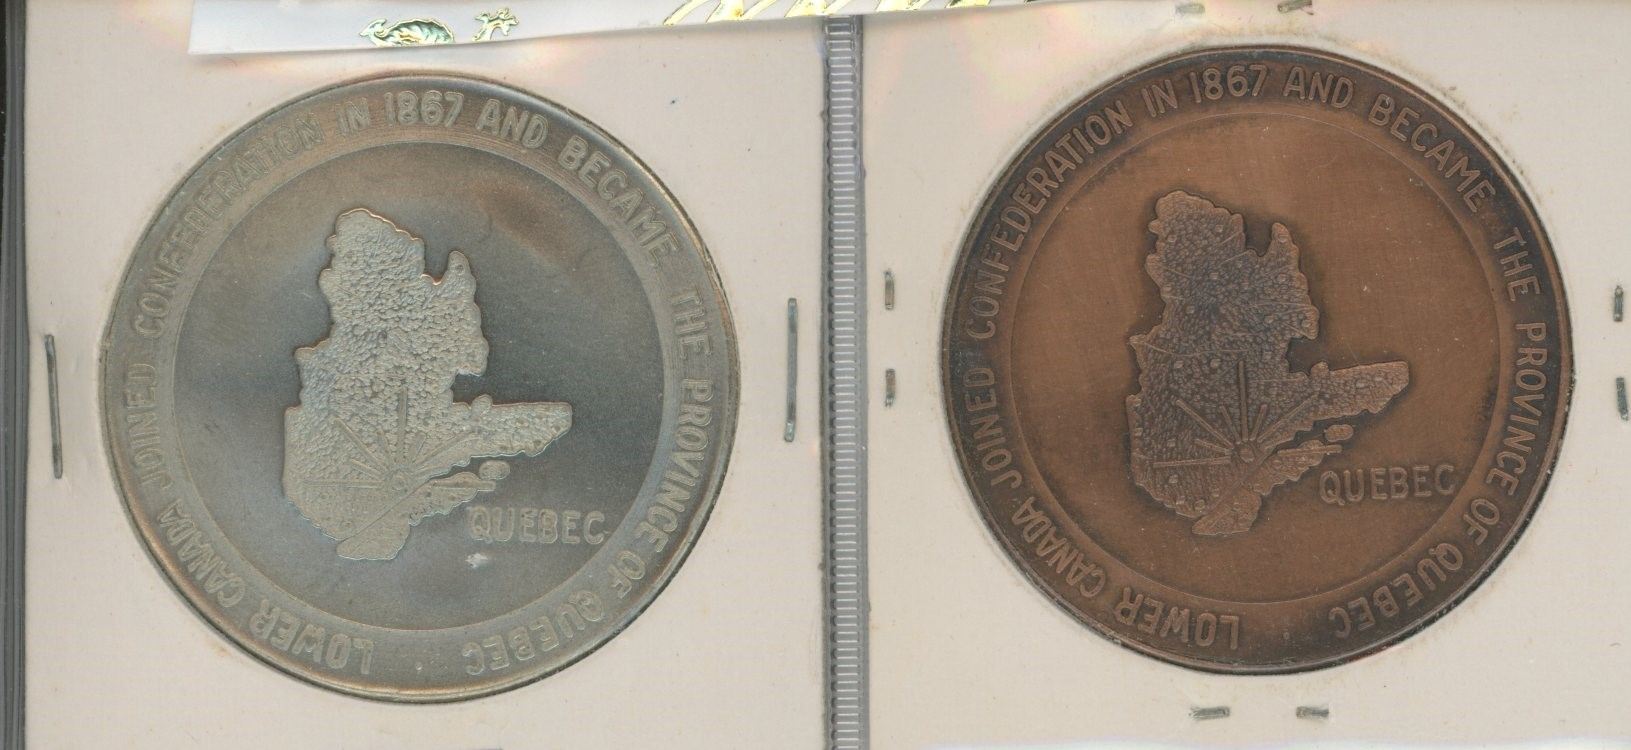 LOWER CANADA JOINED CONFEDERATION IN 1867 AND BECAME THE PROVINCE OF QUEBEC
QUEBEC
LOWER CANADA JOINED CONFEDERATION IN 1867 AND BECAME THE PROVINCE OF QUEBEC
QUEBEC